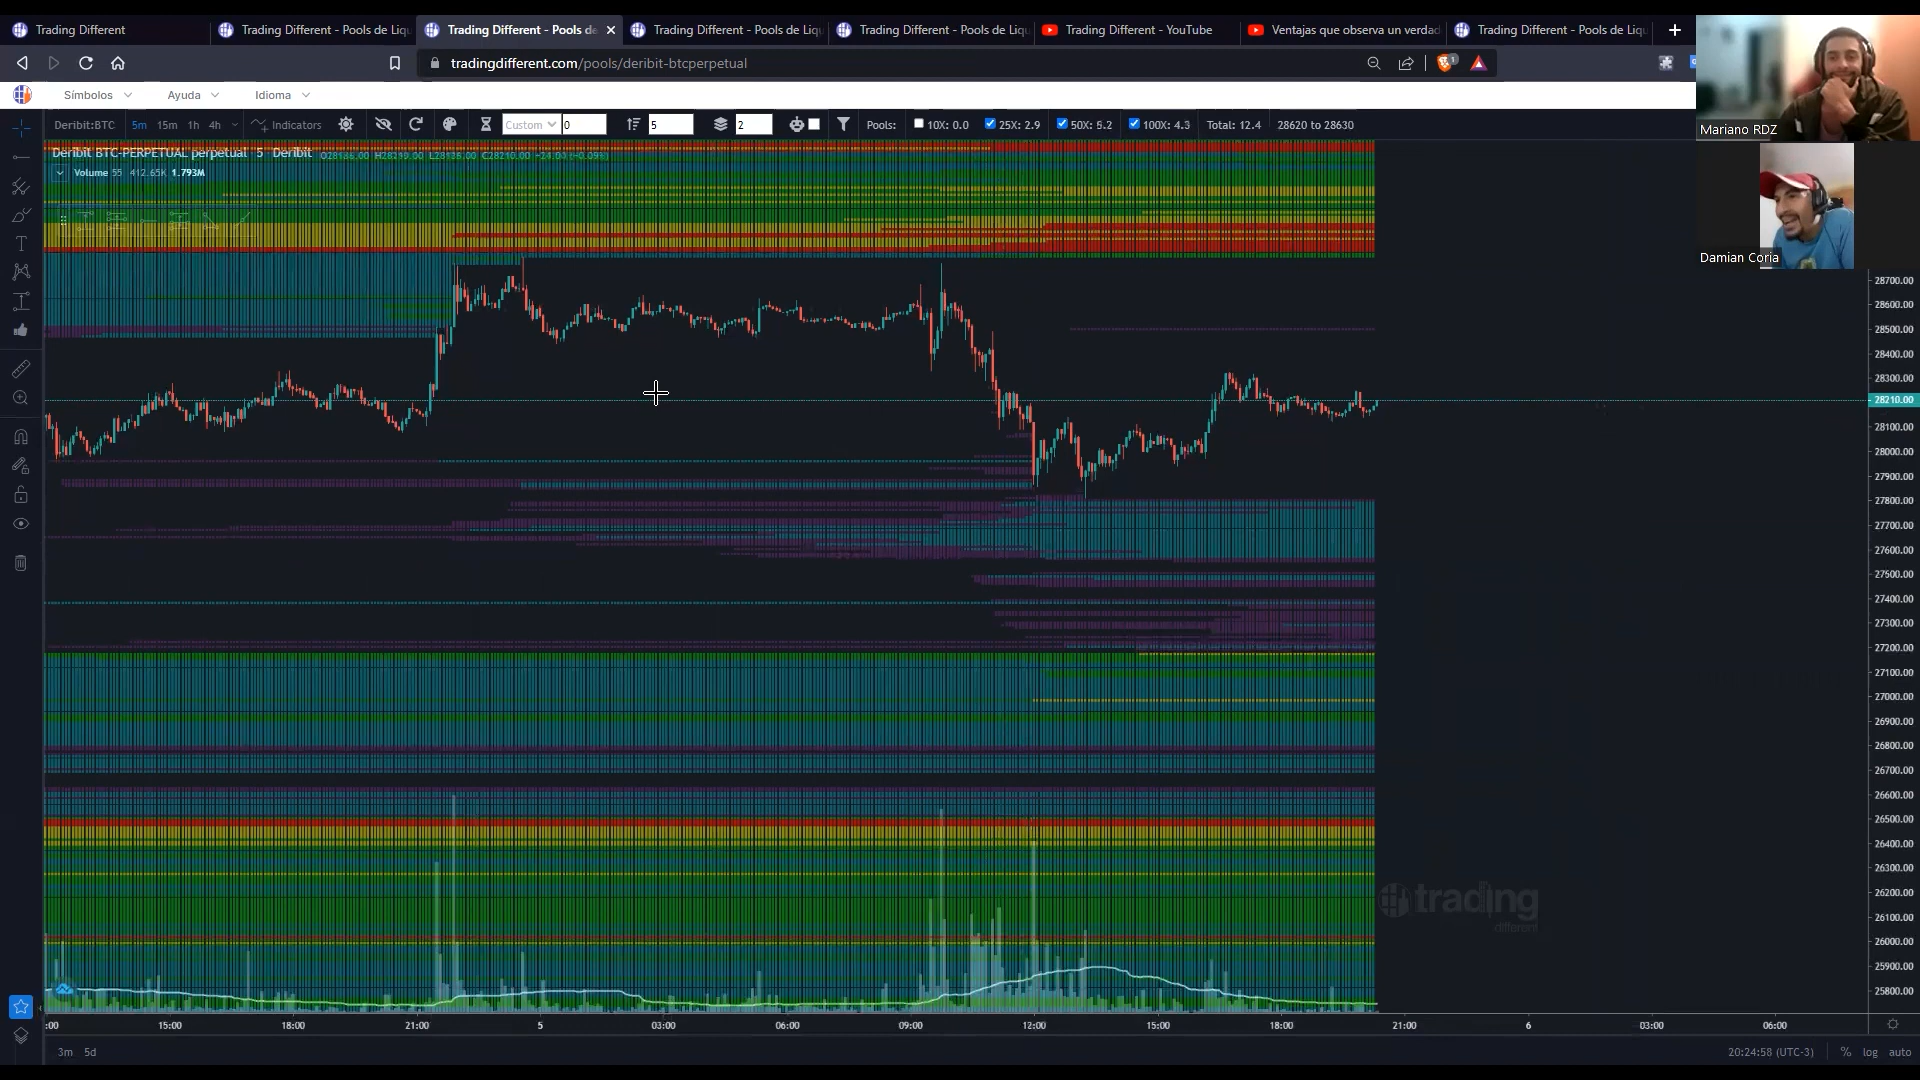 Trading Different
Trading Different - Pools de Liqu
Trading Different - Pools de
Trading Different - Pools de Liqu
Trading Different - Pools de Liqu
Trading Different - YouTube
Ventajas que observa un verdad
Trading Different - Pools de Liqu
tradingdifferent.com/pools/deribit-btcperpetual
Símbolos
Ayuda
Idioma
Deribit:BTC
5m 15m 1h 4h
Indicators
Custom
0
5
2
Pools:
10X: 0.0
25X: 2.9
50X: 5.2
100X: 4.3
Total: 12.4
28620 to 28630
Deribit BTC-PERPETUAL perpetual 5 Deribit
Volume 55 412.65K 1.793M
Mariano RDZ
Damian Coria
28700.00
28600.00
28500.00
28400.00
28300.00
28210.00
28100.00
28000.00
27900.00
27800.00
27700.00
27600.00
27500.00
27400.00
27300.00
27200.00
27100.00
27000.00
26900.00
26800.00
26700.00
26600.00
26500.00
26400.00
26300.00
26200.00
26100.00
26000.00
25900.00
25800.00
trading
different
:00 15:00 18:00 21:00 5 03:00 06:00 09:00 12:00 15:00 18:00 21:00 6 03:00 06:00
3m 5d
20:24:58 (UTC-3) % log auto